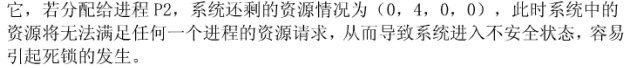 它，若分配给进程 P2，系统还剩的资源情况为（0，4，0，0），此时系统中的
资源将无法满足任何一个进程的资源请求，从而导致系统进入不安全状态，容易
引起死锁的发生。